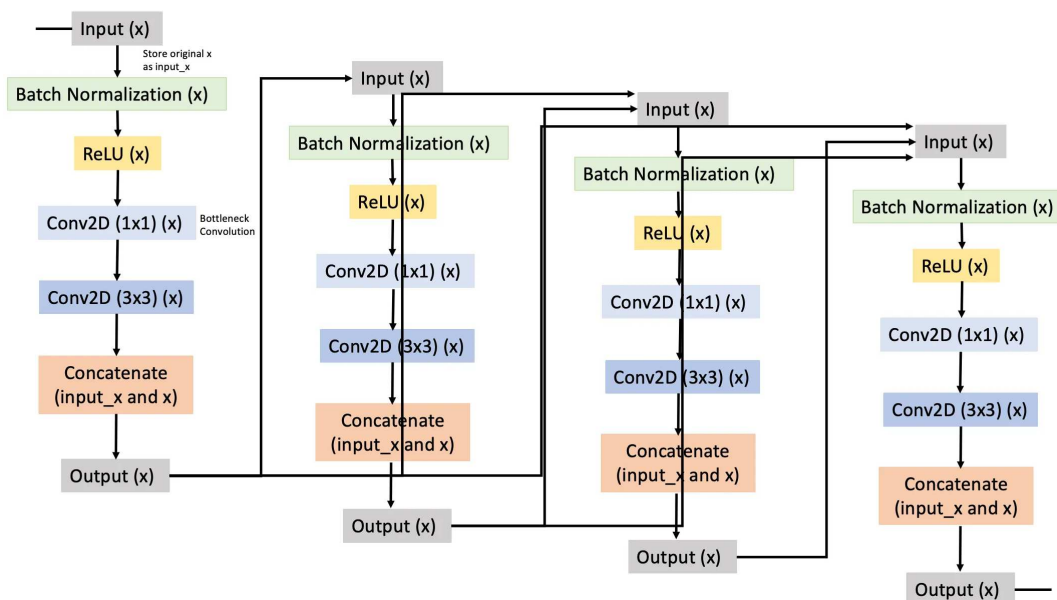 Input (x)
Store original x
as input_x
Batch Normalization (x)
ReLU (x)
Conv2D (1x1) (x)
Bottleneck
Convolution
Conv2D (3x3) (x)
Concatenate
(input_x and x)
Output (x)
Input (x)
Batch Normalization (x)
ReLU (x)
Conv2D (1x1) (x)
Conv2D (3x3) (x)
Concatenate
(input_x and x)
Output (x)
Input (x)
Batch Normalization (x)
ReLU (x)
Conv2D (1x1) (x)
Conv2D (3x3) (x)
Concatenate
(input_x and x)
Output (x)
Input (x)
Batch Normalization (x)
ReLU (x)
Conv2D (1x1) (x)
Conv2D (3x3) (x)
Concatenate
(input_x and x)
Output (x)